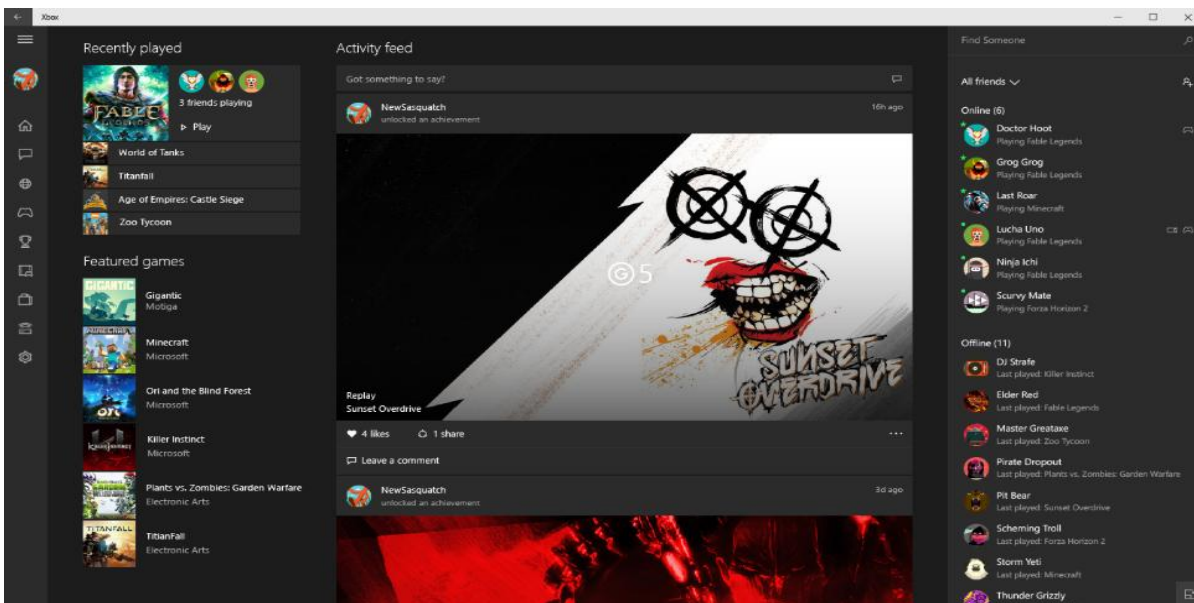 Xbox
Recently played
FABLE
LEGENDS
3 friends playing
Play
World of Tanks
Titanfall
Age of Empires: Castle Siege
Zoo Tycoon
Featured games
GIGANTIC
Gigantic
Motiga
MINECRAFT
Minecraft
Microsoft
ori
Ori and the Blind Forest
Microsoft
KILLER INSTINCT
Killer Instinct
Microsoft
Plants vs. Zombies: Garden Warfare
Electronic Arts
TITANFALL
TitianFall
Electronic Arts
Activity feed
Got something to say?
NewSasquatch
16h ago
unlocked an achievement
G 5
SUNSET
OVERDRIVE
Replay
Sunset Overdrive
4 likes
1 share
Leave a comment
NewSasquatch
3d ago
unlocked an achievement
Find Someone
All friends
Online (6)
Doctor Hoot
Playing Fable Legends
Grog Grog
Playing Fable Legends
Last Roar
Playing Minecraft
Lucha Uno
Playing Fable Legends
Ninja Ichi
Playing Fable Legends
Scurvy Mate
Playing Forza Horizon 2
Offline (11)
DJ Strafe
Last played: Killer Instinct
Elder Red
Last played: Fable Legends
Master Greataxe
Last played: Zoo Tycoon
Pirate Dropout
Last played: Plants vs. Zombies: Garden Warfare
Pit Bear
Last played: Sunset Overdrive
Scheming Troll
Last played: Forza Horizon 2
Storm Yeti
Last played: Minecraft
Thunder Grizzly